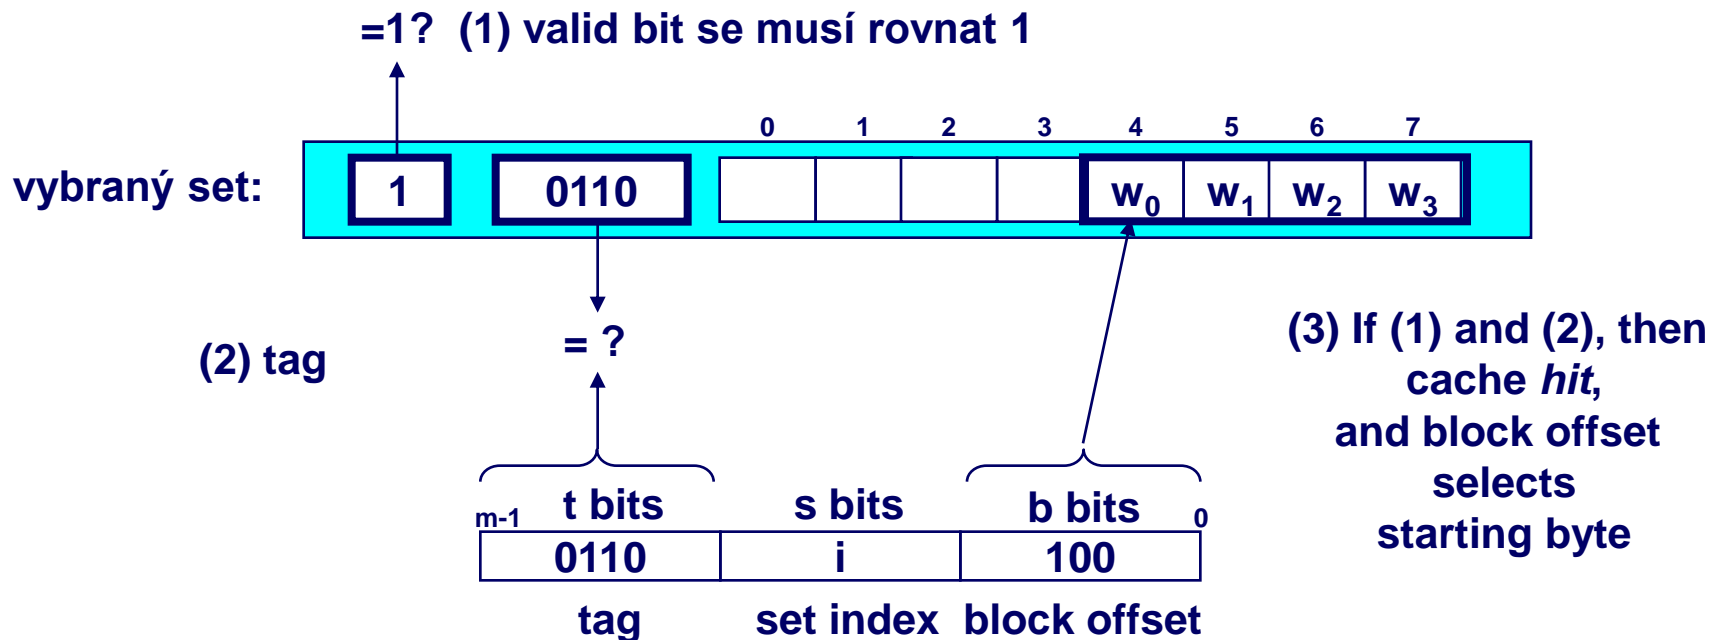 =1? (1) valid bit se musí rovnat 1
0 1 2 3 4 5 6 7
vybraný set: 1 0110 w0 w1 w2 w3
= ?
(2) tag
(3) If (1) and (2), then
cache hit,
and block offset
selects
starting byte
t bits s bits b bits
m-1 0
0110 i 100
tag set index block offset